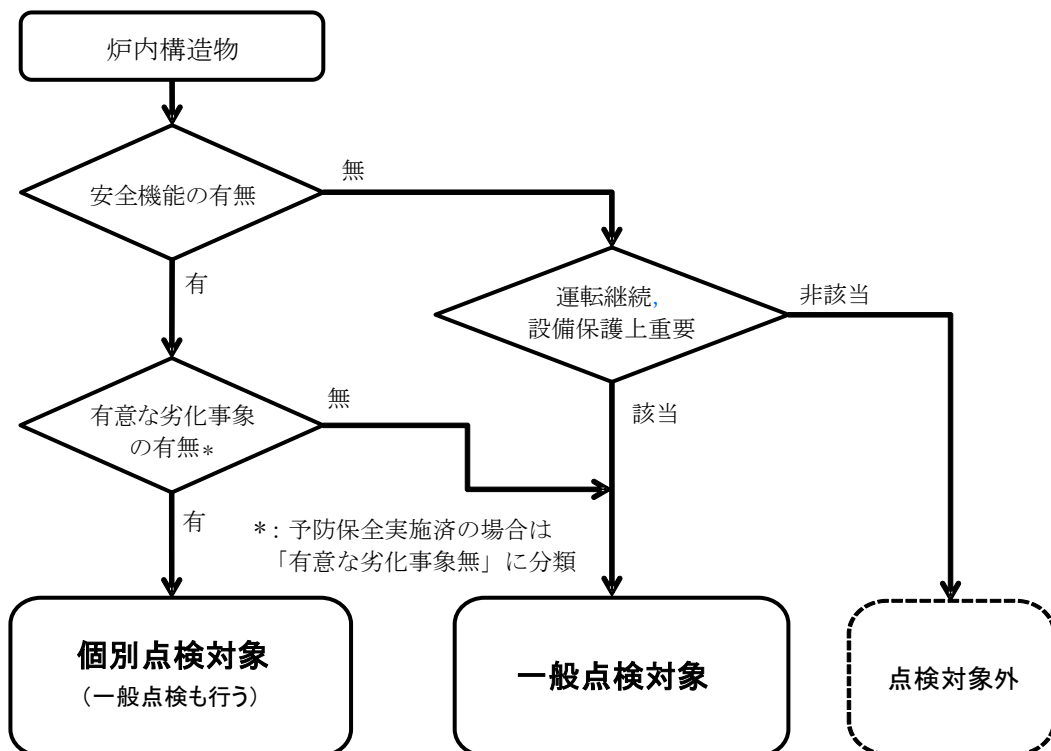 炉内構造物
安全機能の有無
無
有
運転継続,
設備保護上重要
非該当
該当
有意な劣化事象
の有無*
無
有
*:予防保全実施済の場合は
「有意な劣化事象無」に分類
個別点検対象
(一般点検も行う)
一般点検対象
点検対象外